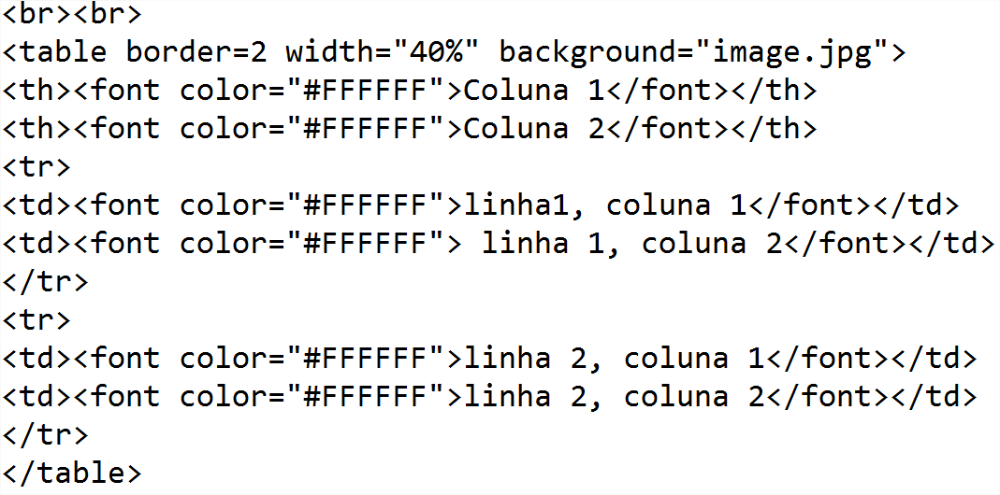 <br><br>
<table border=2 width="40%" background="image.jpg">
<th><font color="#FFFFFF">Coluna 1</font></th>
<th><font color="#FFFFFF">Coluna 2</font></th>
<tr>
<td><font color="#FFFFFF">linha1, coluna 1</font></td>
<td><font color="#FFFFFF"> linha 1, coluna 2</font></td>
</tr>
<tr>
<td><font color="#FFFFFF">linha 2, coluna 1</font></td>
<td><font color="#FFFFFF">linha 2, coluna 2</font></td>
</tr>
</table>